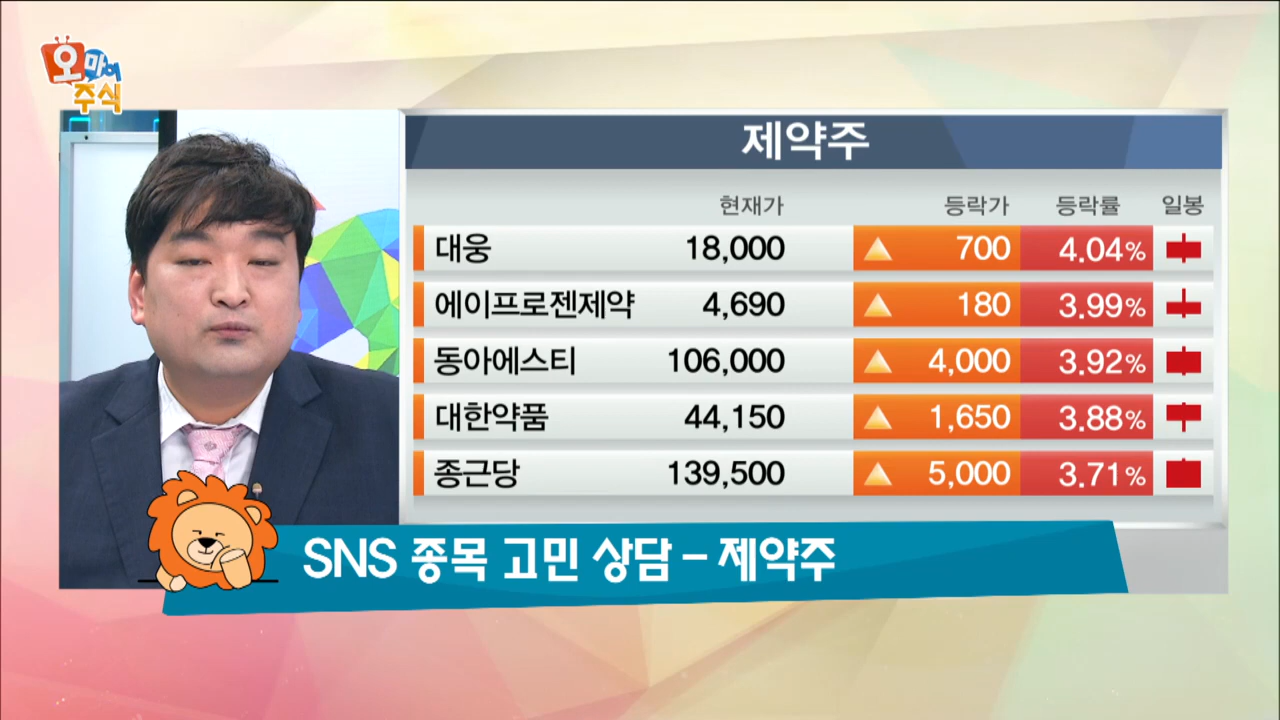 오마이
주식
제약주
현재가 등락가 등락률 일봉
대웅 18,000 ▲ 700 4.04%
에이프로젠제약 4,690 ▲ 180 3.99%
동아에스티 106,000 ▲ 4,000 3.92%
대한약품 44,150 ▲ 1,650 3.88%
종근당 139,500 ▲ 5,000 3.71%
SNS 종목 고민 상담 - 제약주